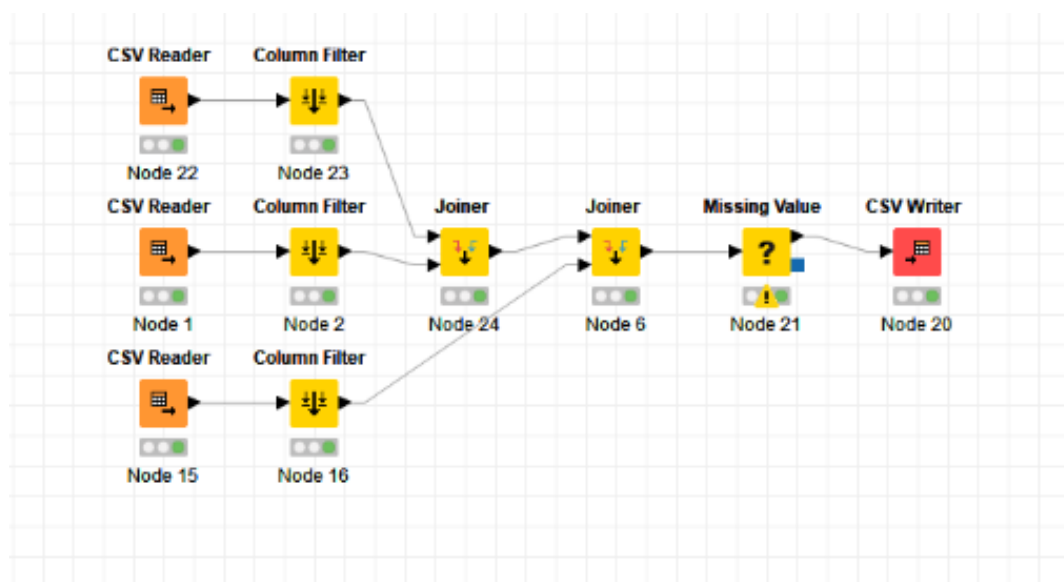 CSV Reader Column Filter
Node 22 Node 23
CSV Reader Column Filter Joiner Joiner Missing Value CSV Writer
?
Node 1 Node 2 Node 24 Node 6 Node 21 Node 20
CSV Reader Column Filter
Node 15 Node 16